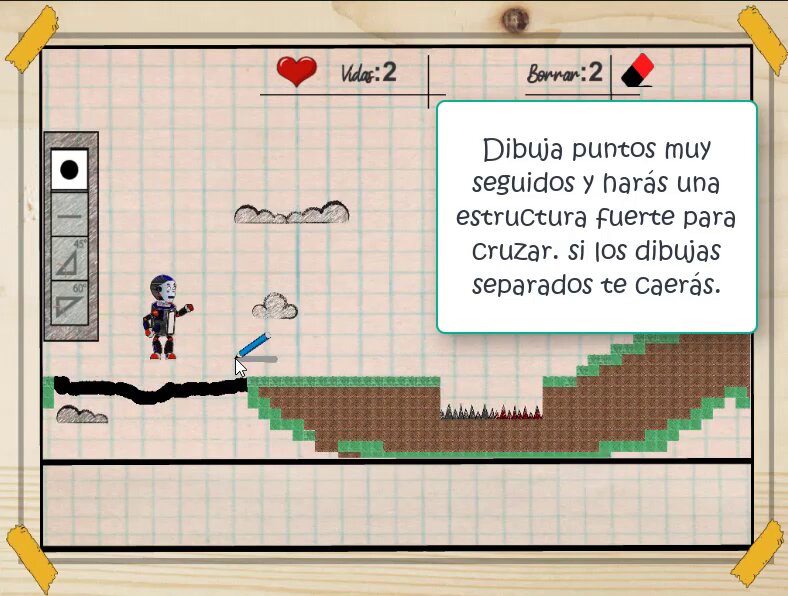 Vidas:2
Borrar:2
Dibuja puntos muy
seguidos y harás una
estructura fuerte para
cruzar. si los dibujas
separados te caerás.
45°
60°